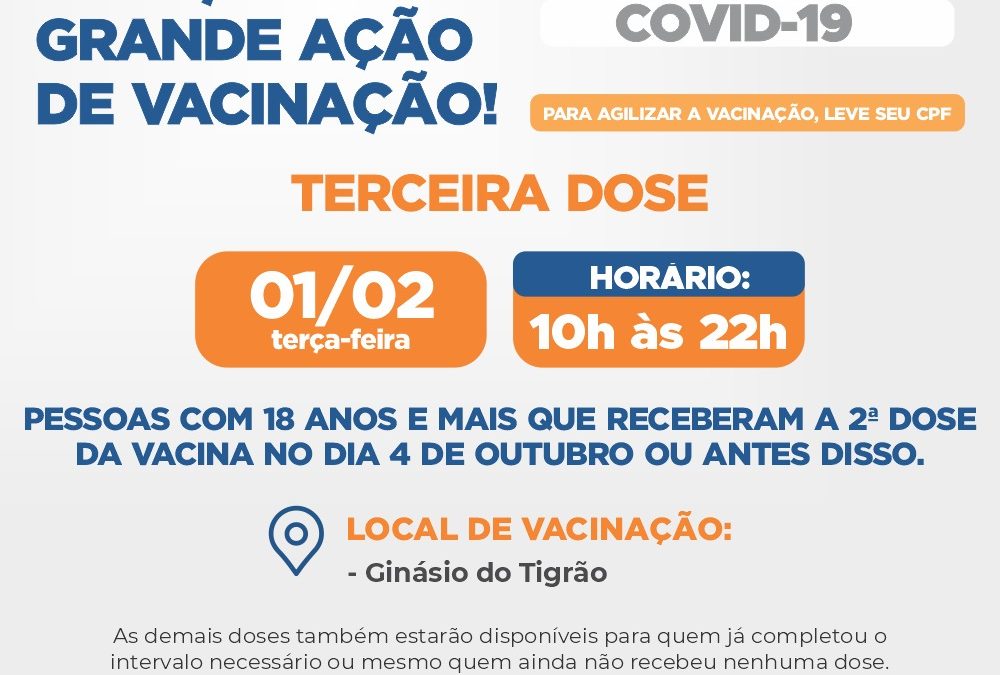 GRANDE AÇÃO
DE VACINAÇÃO!
COVID-19
PARA AGILIZAR A VACINAÇÃO, LEVE SEU CPF
TERCEIRA DOSE
01/02
terça-feira
HORÁRIO:
10h às 22h
PESSOAS COM 18 ANOS E MAIS QUE RECEBERAM A 2ª DOSE
DA VACINA NO DIA 4 DE OUTUBRO OU ANTES DISSO.
LOCAL DE VACINAÇÃO:
- Ginásio do Tigrão
As demais doses também estarão disponíveis para quem já completou o
intervalo necessário ou mesmo quem ainda não recebeu nenhuma dose.